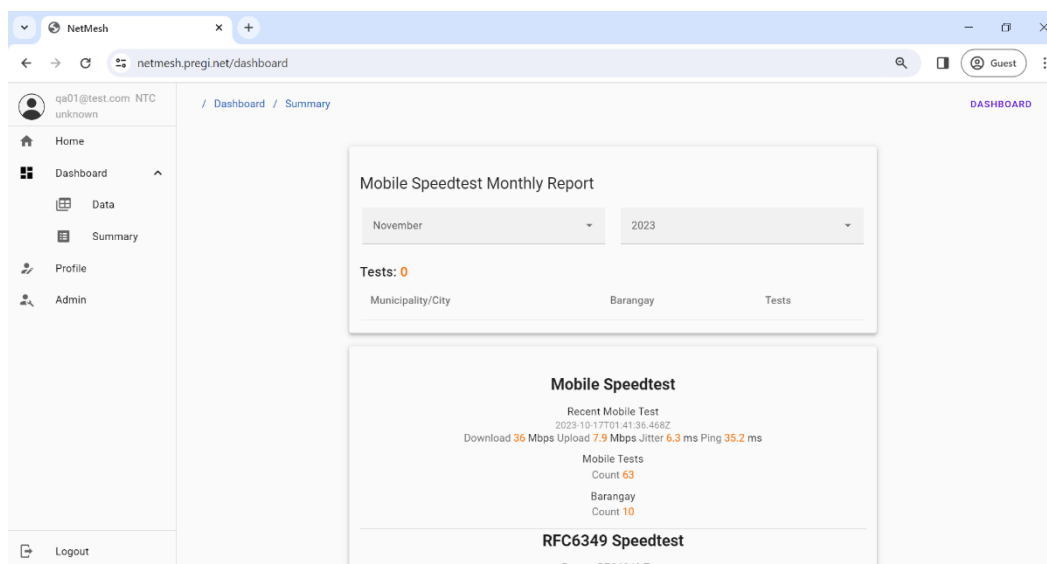 NetMesh
netmesh.pregi.net/dashboard
Guest
qa01@test.com NTC
unknown
/ Dashboard / Summary
DASHBOARD
Home
Dashboard
Data
Summary
Profile
Admin
Logout
Mobile Speedtest Monthly Report
November
2023
Tests: 0
Municipality/City Barangay Tests
Mobile Speedtest
Recent Mobile Test
2023-10-17T01:41:36.468Z
Download 36 Mbps Upload 7.9 Mbps Jitter 6.3 ms Ping 35.2 ms
Mobile Tests
Count 63
Barangay
Count 10
RFC6349 Speedtest